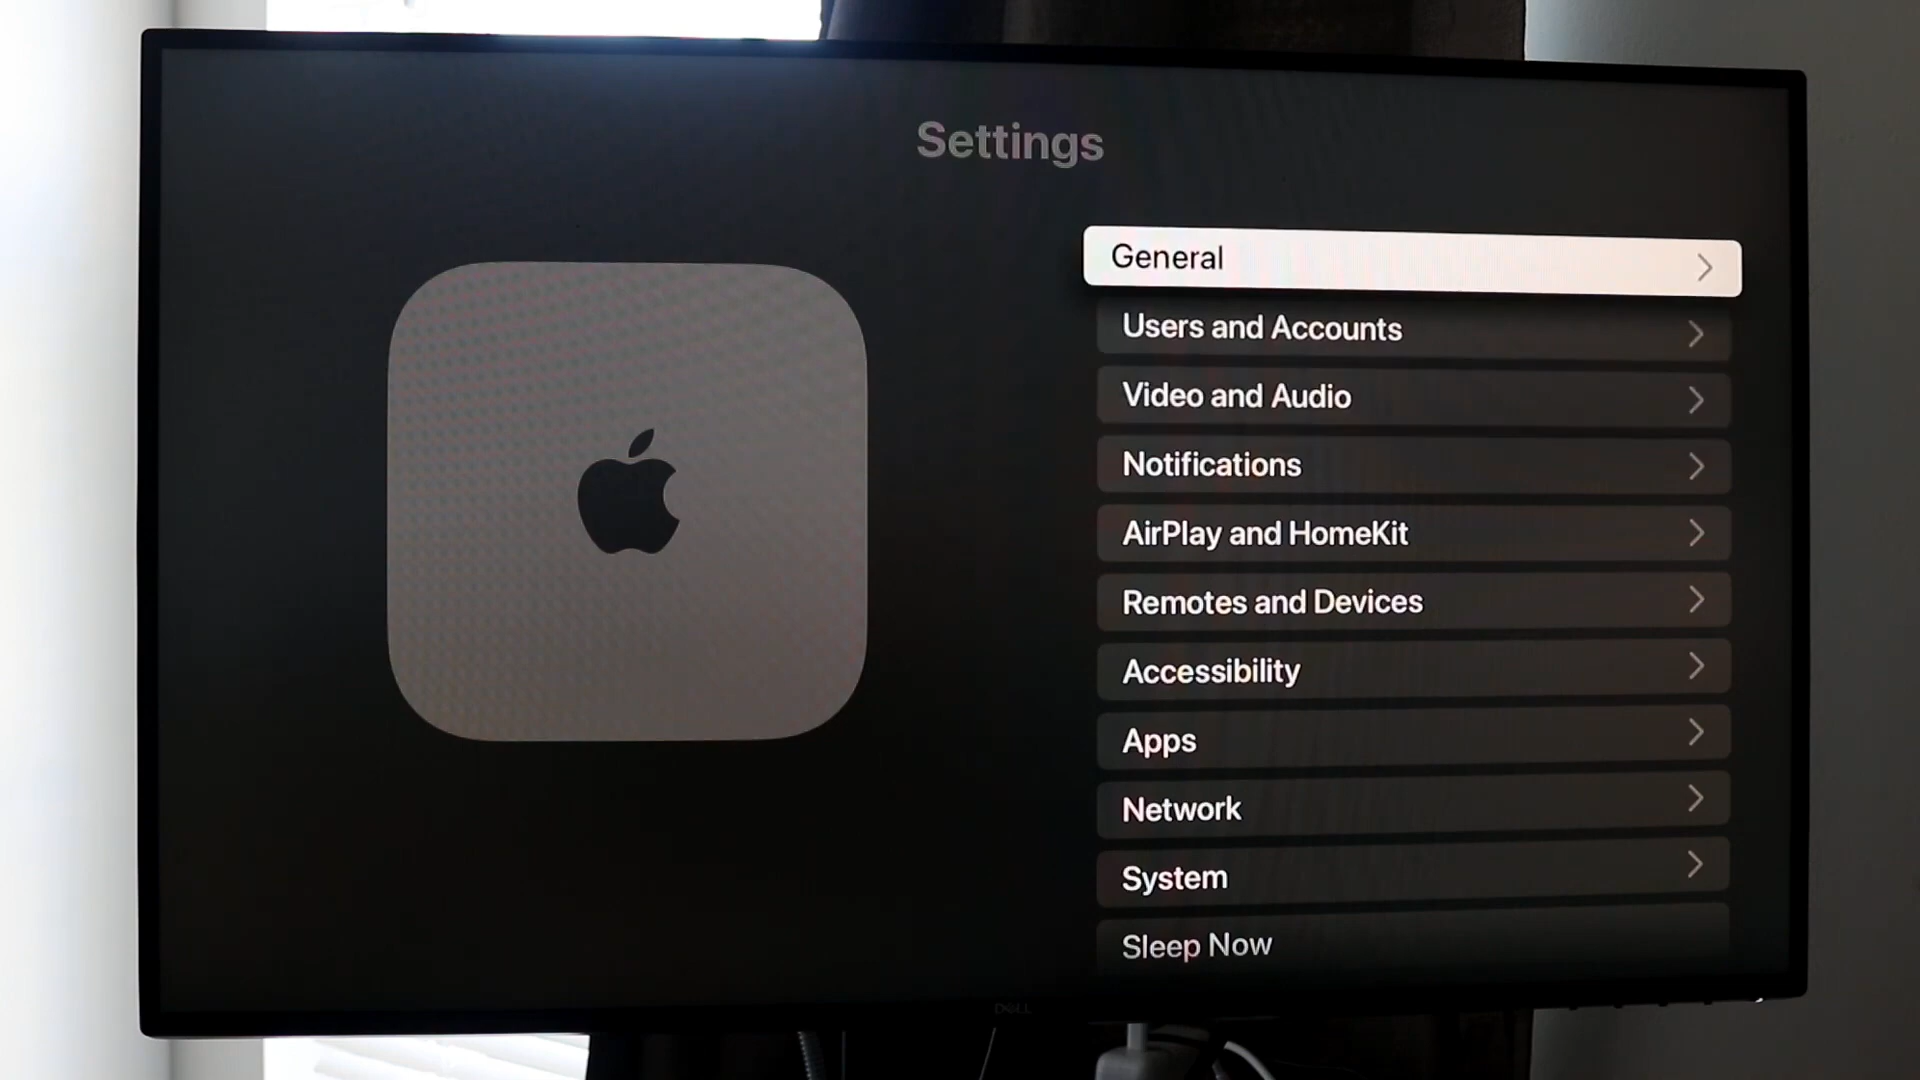 Settings
General
Users and Accounts
Video and Audio
Notifications
AirPlay and HomeKit
Remotes and Devices
Accessibility
Apps
Network
System
Sleep Now
DELL